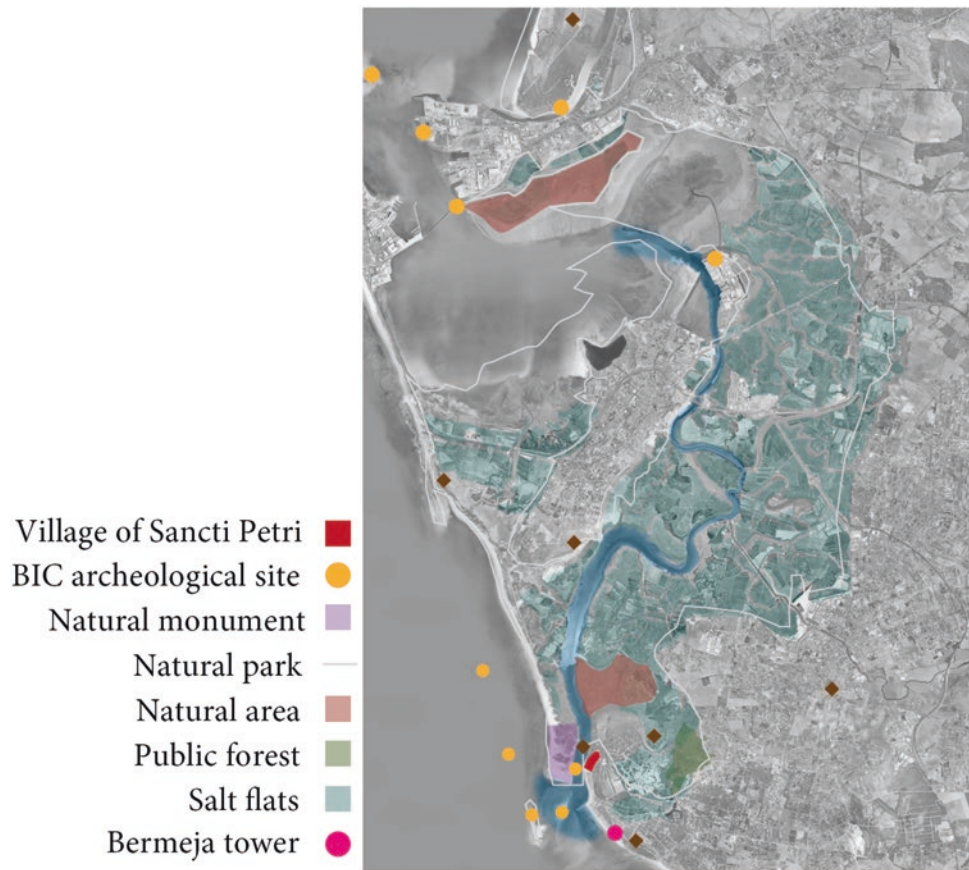 Village of Sancti Petri
BIC archeological site
Natural monument
Natural park
Natural area
Public forest
Salt flats
Bermeja tower